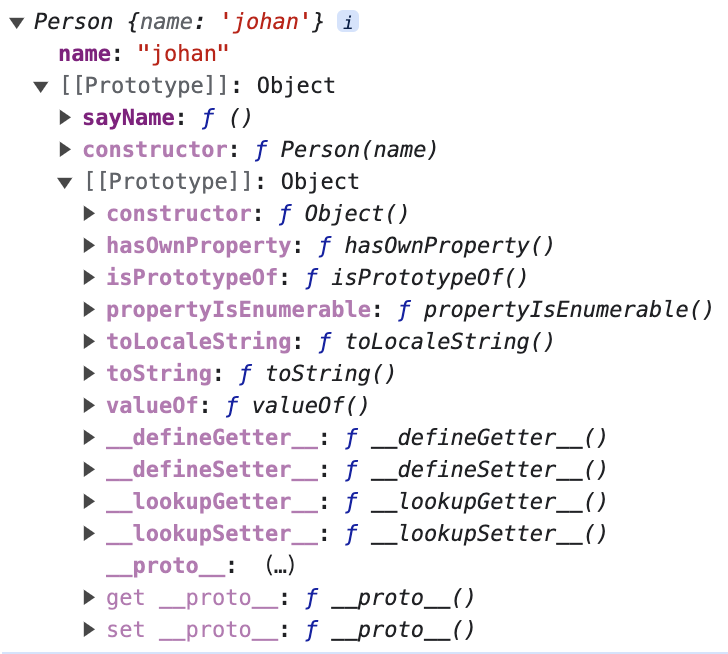 ▼ Person {name: 'johan'} i
name: "johan"
▼ [[Prototype]]: Object
▶ sayName: ƒ ()
▶ constructor: ƒ Person(name)
▼ [[Prototype]]: Object
▶ constructor: ƒ Object()
▶ hasOwnProperty: ƒ hasOwnProperty()
▶ isPrototypeOf: ƒ isPrototypeOf()
▶ propertyIsEnumerable: ƒ propertyIsEnumerable()
▶ toLocaleString: ƒ toLocaleString()
▶ toString: ƒ toString()
▶ valueOf: ƒ valueOf()
▶ __defineGetter__: ƒ __defineGetter__()
▶ __defineSetter__: ƒ __defineSetter__()
▶ __lookupGetter__: ƒ __lookupGetter__()
▶ __lookupSetter__: ƒ __lookupSetter__()
__proto__: (…)
▶ get __proto__: ƒ __proto__()
▶ set __proto__: ƒ __proto__()